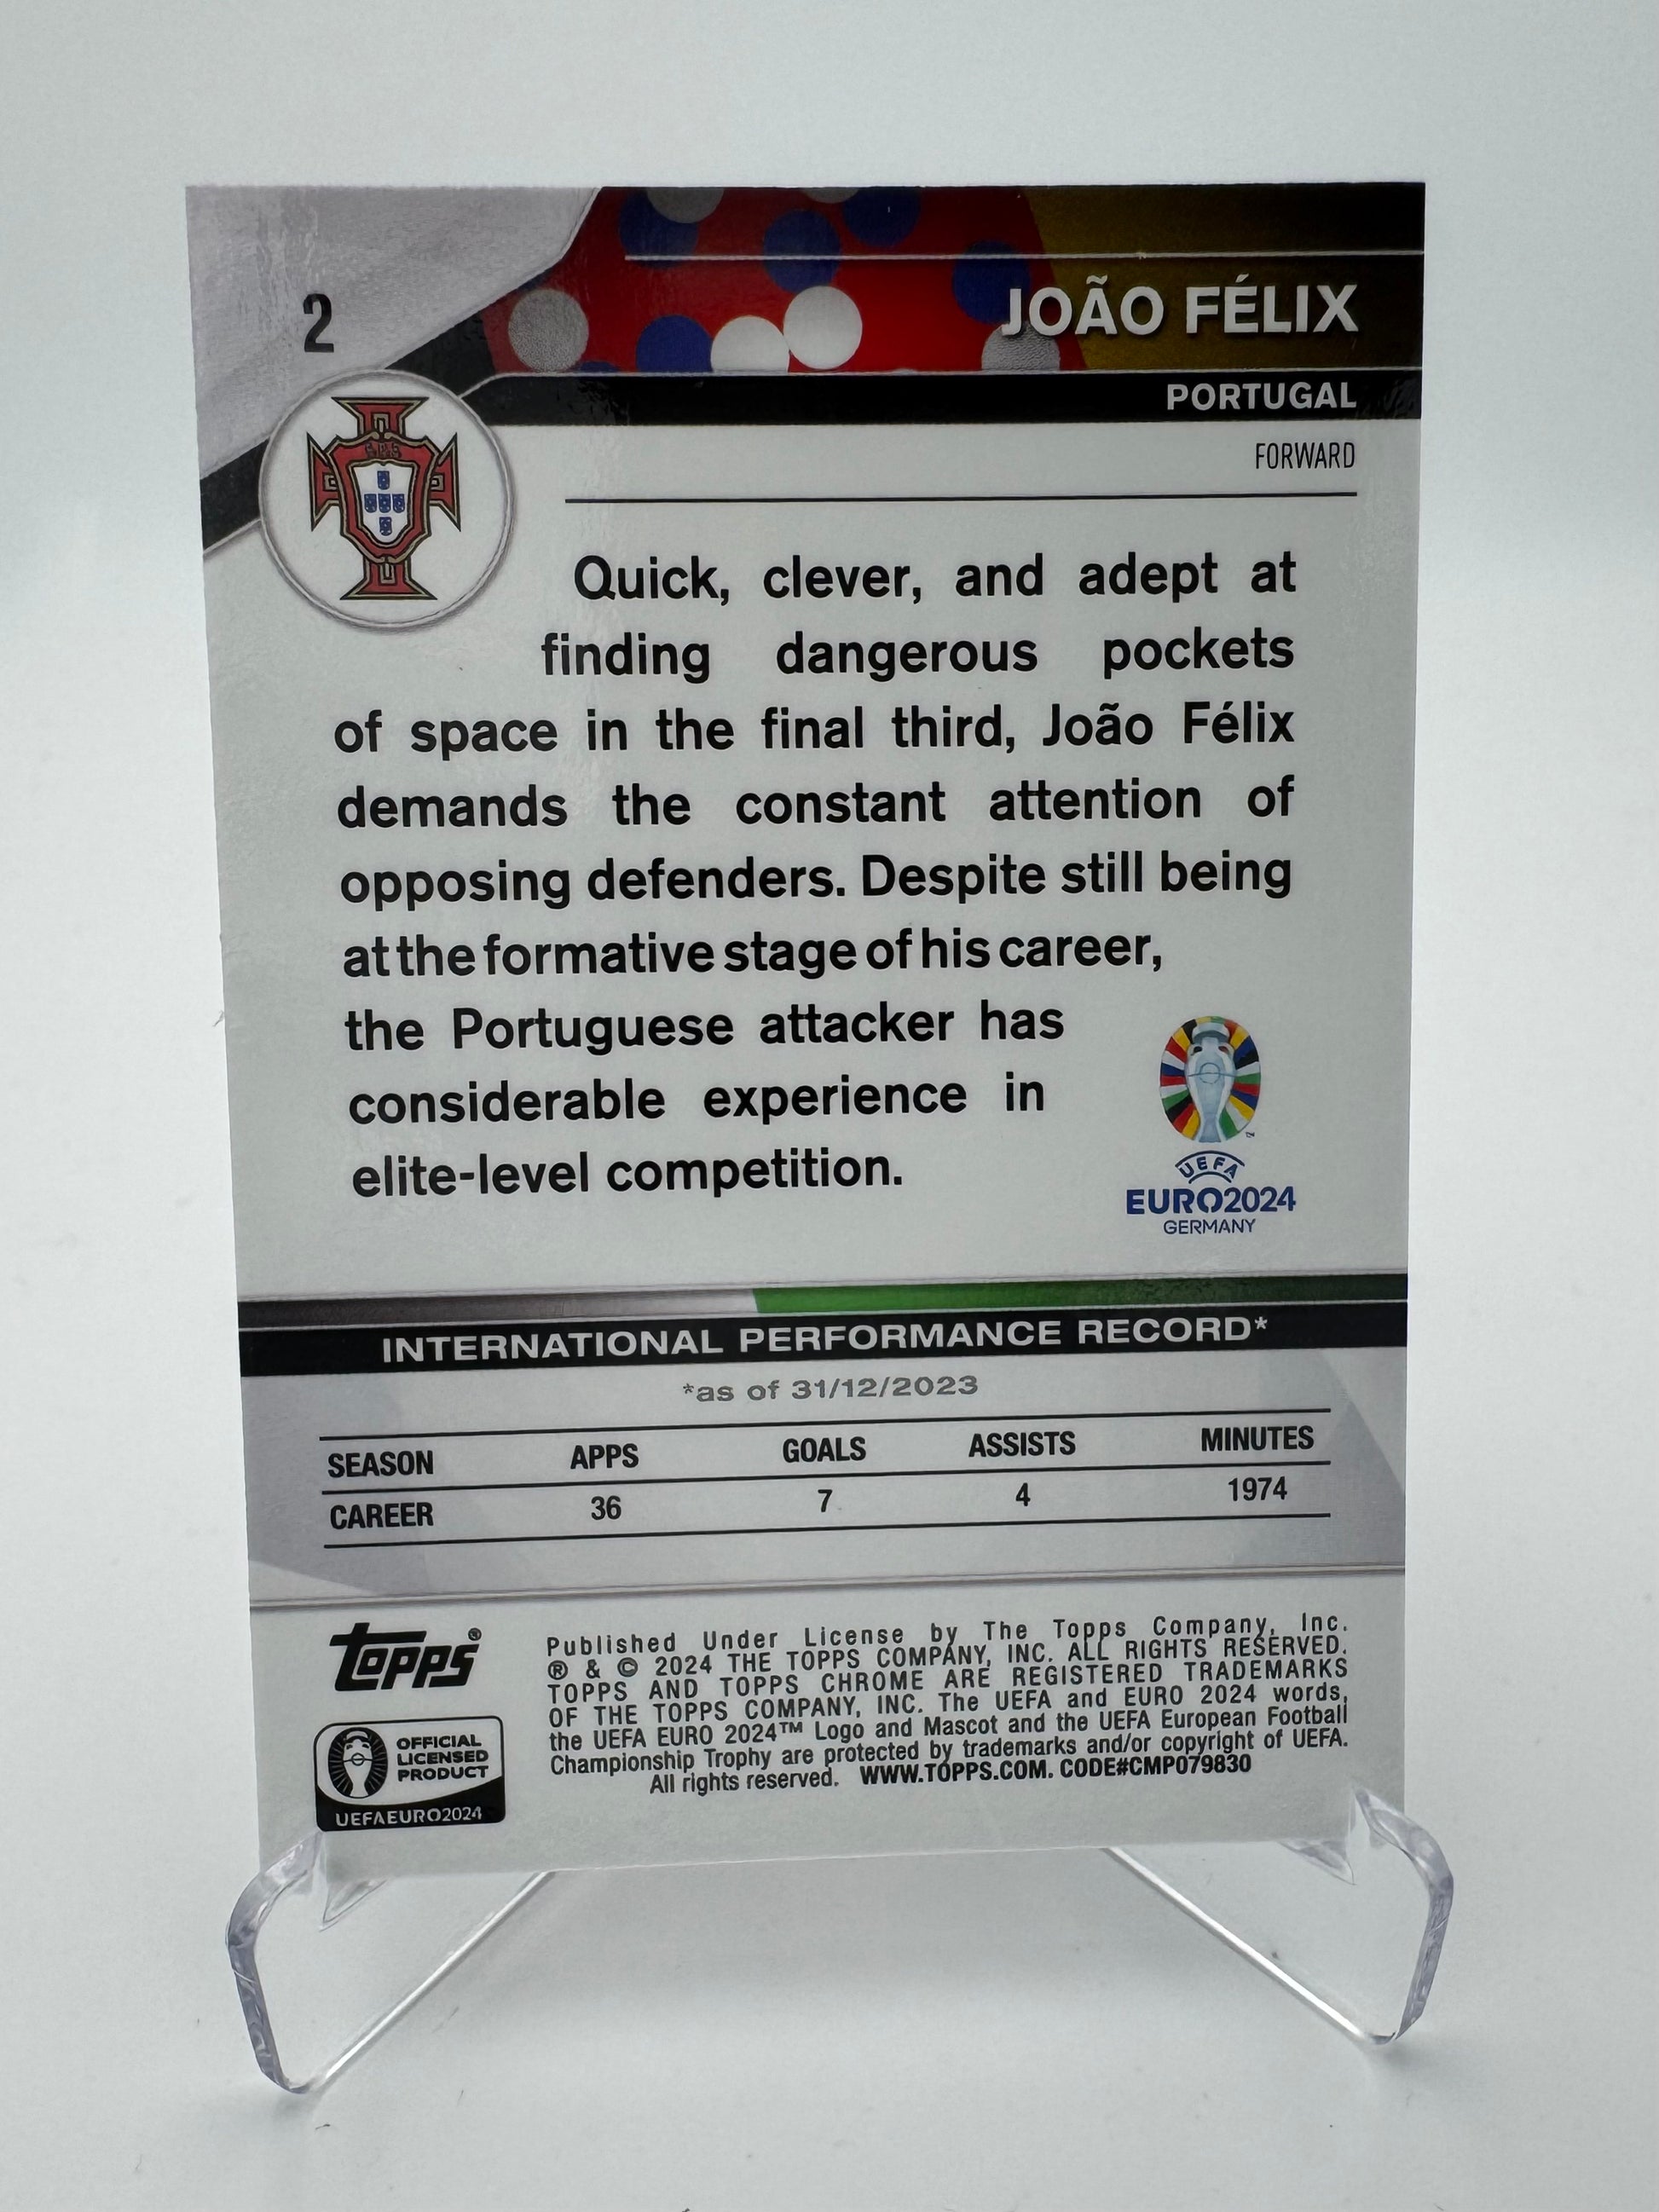 2
JOÃO FÉLIX
PORTUGAL
FORWARD
Quick, clever, and adept at
finding dangerous pockets
of space in the final third, João Félix
demands the constant attention of
opposing defenders. Despite still being
at the formative stage of his career,
the Portuguese attacker has
considerable experience in
elite-level competition.
UEFA
EURO2024
GERMANY
INTERNATIONAL PERFORMANCE RECORD*
*as of 31/12/2023
SEASON APPS GOALS ASSISTS MINUTES
CAREER 36 7 4 1974
Topps®
OFFICIAL
LICENSED
PRODUCT
UEFAEURO2024
Published Under License by The Topps Company, Inc.
® & © 2024 THE TOPPS COMPANY, INC. ALL RIGHTS RESERVED.
TOPPS AND TOPPS CHROME ARE REGISTERED TRADEMARKS
OF THE TOPPS COMPANY, INC. The UEFA and EURO 2024 words,
the UEFA EURO 2024™ Logo and Mascot and the UEFA European Football
Championship Trophy are protected by trademarks and/or copyright of UEFA.
All rights reserved. WWW.TOPPS.COM. CODE#CMP079830